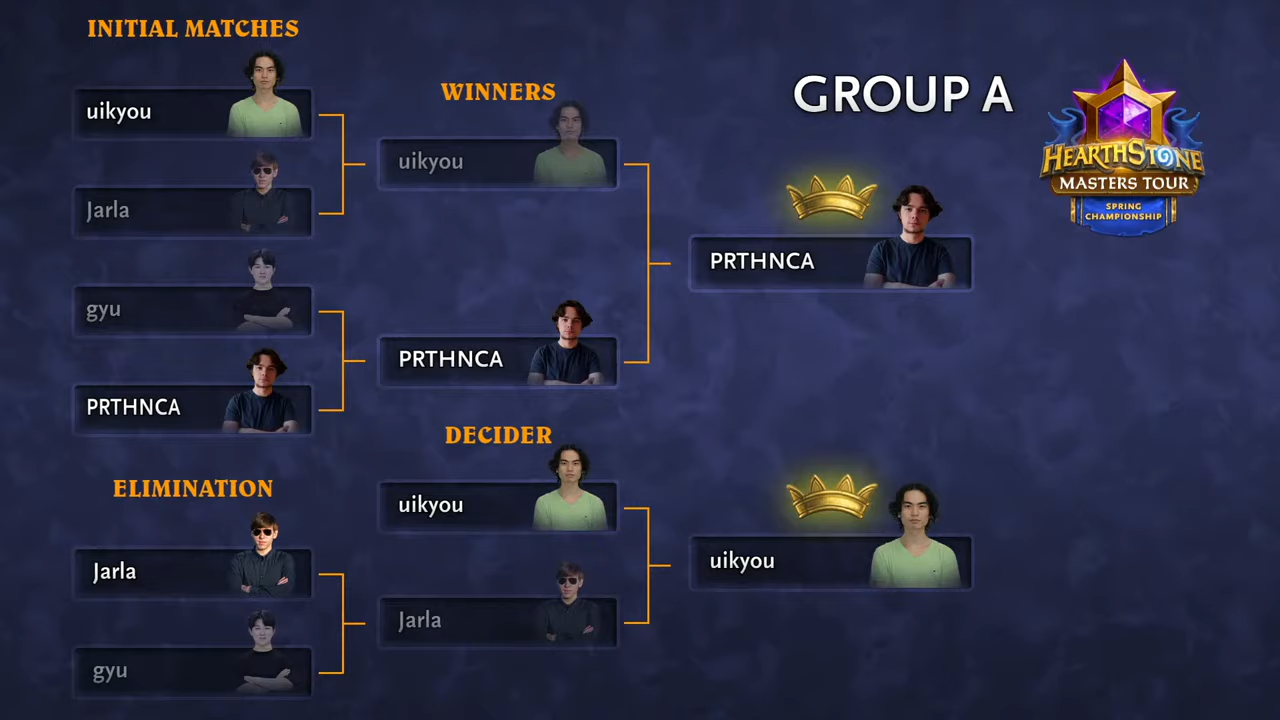 INITIAL MATCHES
uikyou
Jarla
gyu
PRTHNCA
WINNERS
uikyou
PRTHNCA
GROUP A
HEARTHSTONE
MASTERS TOUR
SPRING
CHAMPIONSHIP
PRTHNCA
ELIMINATION
Jarla
gyu
DECIDER
uikyou
Jarla
uikyou